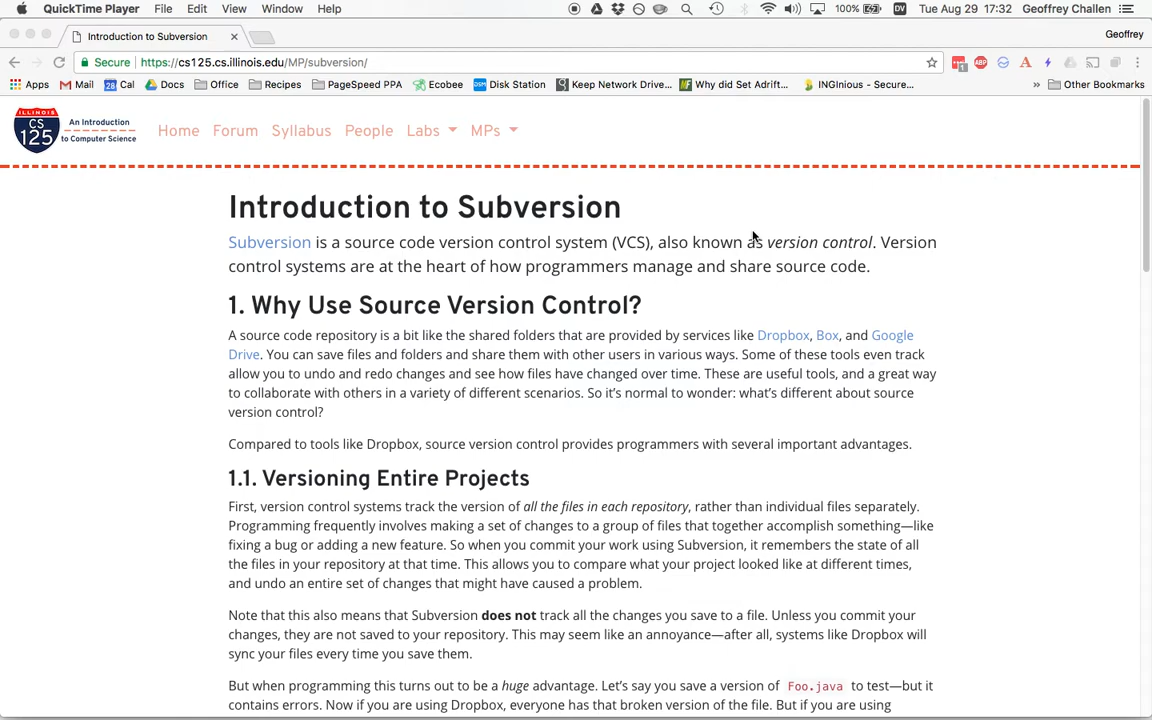 QuickTime Player File Edit View Window Help 100% DV Tue Aug 29 17:32 Geoffrey Challen
Introduction to Subversion Geoffrey
Secure https://cs125.cs.illinois.edu/MP/subversion/
Apps Mail Cal Docs Office Recipes PageSpeed PPA Ecobee Disk Station Keep Network Drive... Why did Set Adrift... INGInious - Secure... » Other Bookmarks
ILLINOIS CS 125 An Introduction to Computer Science
Home Forum Syllabus People Labs MPs
Introduction to Subversion
Subversion is a source code version control system (VCS), also known as version control. Version
control systems are at the heart of how programmers manage and share source code.
1. Why Use Source Version Control?
A source code repository is a bit like the shared folders that are provided by services like Dropbox, Box, and Google
Drive. You can save files and folders and share them with other users in various ways. Some of these tools even track
allow you to undo and redo changes and see how files have changed over time. These are useful tools, and a great way
to collaborate with others in a variety of different scenarios. So it's normal to wonder: what's different about source
version control?
Compared to tools like Dropbox, source version control provides programmers with several important advantages.
1.1. Versioning Entire Projects
First, version control systems track the version of all the files in each repository, rather than individual files separately.
Programming frequently involves making a set of changes to a group of files that together accomplish something—like
fixing a bug or adding a new feature. So when you commit your work using Subversion, it remembers the state of all
the files in your repository at that time. This allows you to compare what your project looked like at different times,
and undo an entire set of changes that might have caused a problem.
Note that this also means that Subversion does not track all the changes you save to a file. Unless you commit your
changes, they are not saved to your repository. This may seem like an annoyance—after all, systems like Dropbox will
sync your files every time you save them.
But when programming this turns out to be a huge advantage. Let's say you save a version of Foo.java to test—but it
contains errors. Now if you are using Dropbox, everyone has that broken version of the file. But if you are using